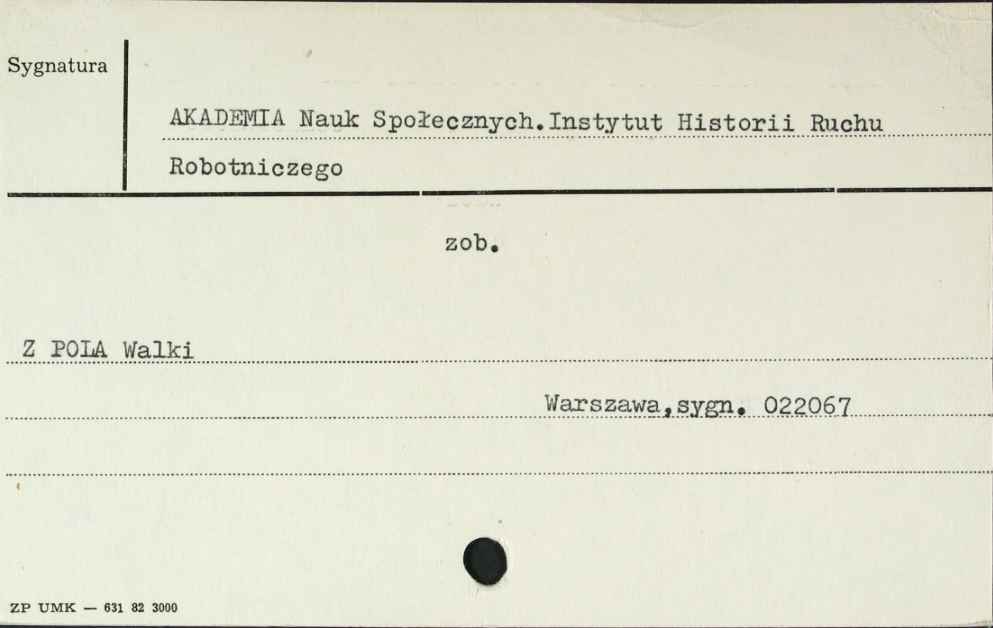 Sygnatura
AKADEMIA Nauk Społecznych.Instytut Historii Ruchu
Robotniczego
zob.
Z POLA Walki
Warszawa,sygn. 022067
ZP UMK — 631 82 3000